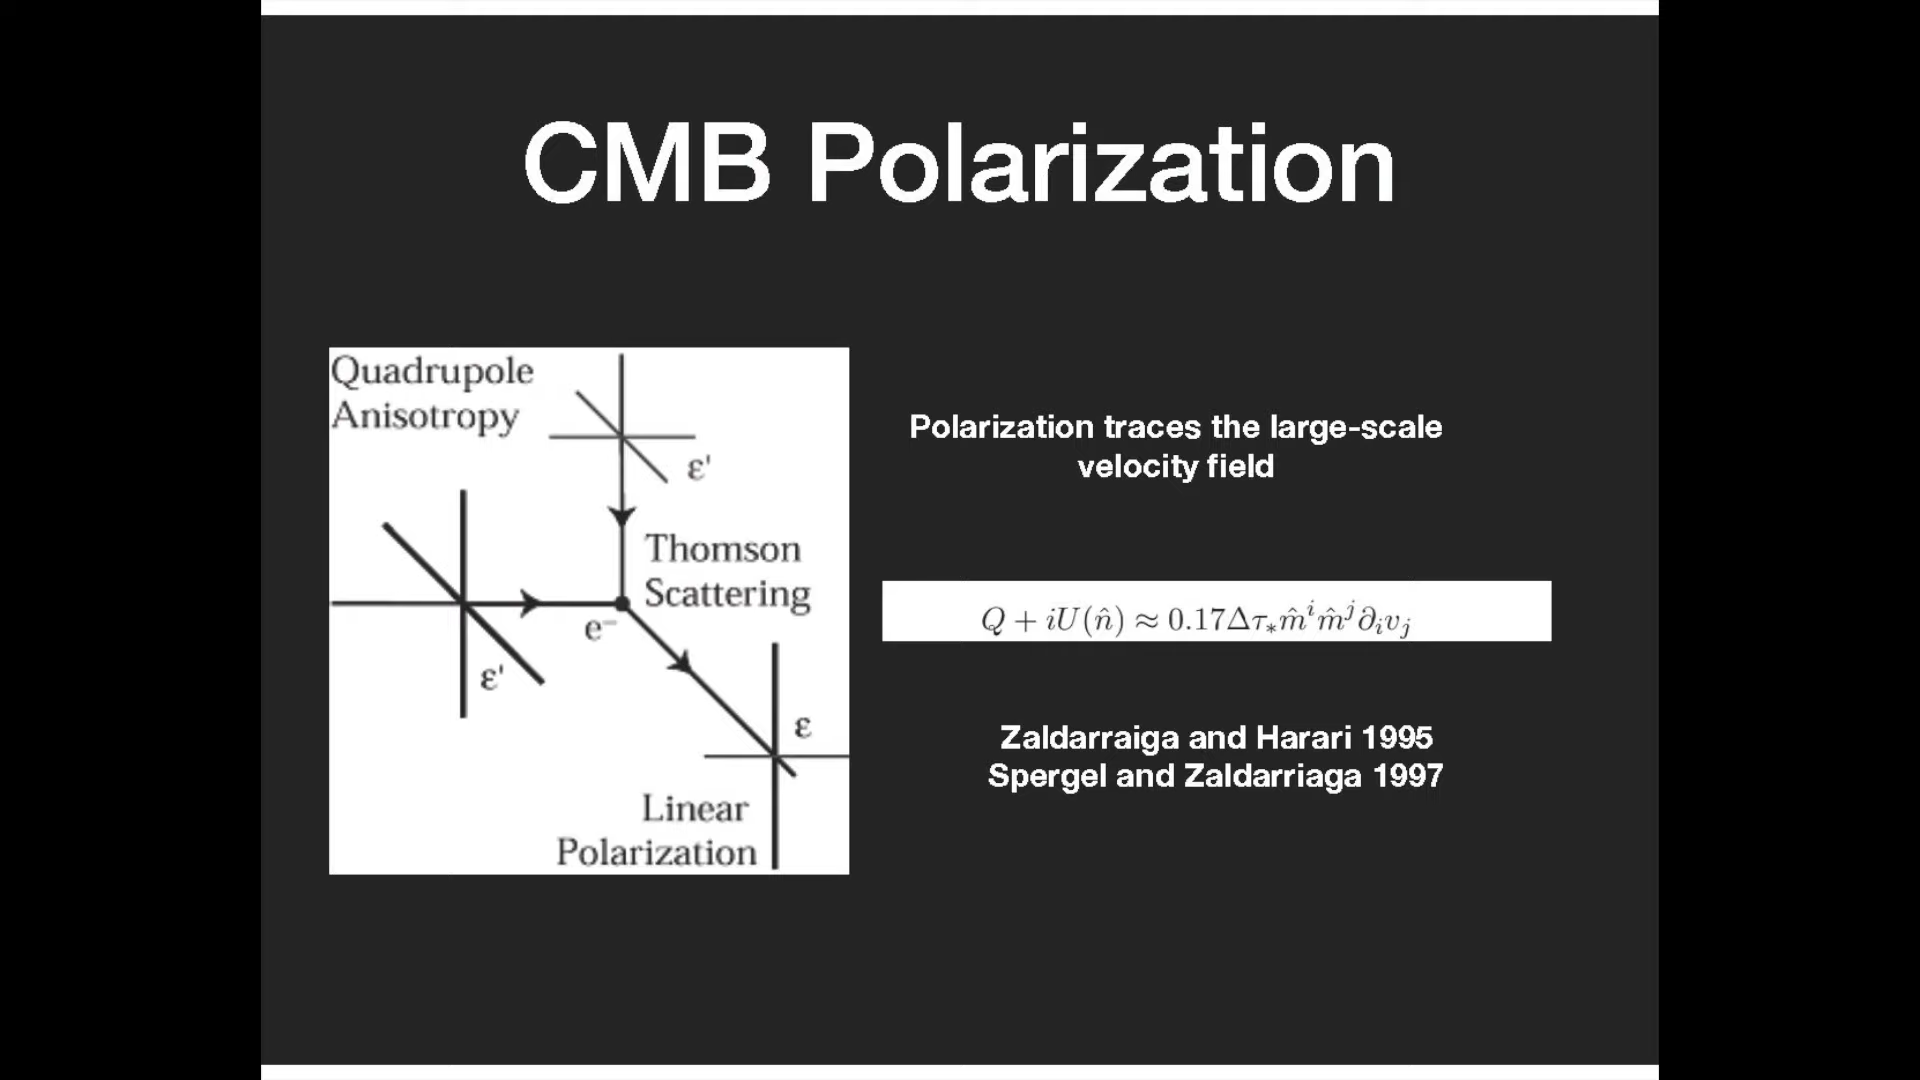 CMB Polarization
Quadrupole
Anisotropy
ε'
Thomson
Scattering
e⁻
ε'
ε
Linear
Polarization
Polarization traces the large-scale
velocity field
Q + iU(n̂) ≈ 0.17Δτ∗m̂ⁱm̂ʲ∂ᵢvⱼ
Zaldarraiga and Harari 1995
Spergel and Zaldarriaga 1997